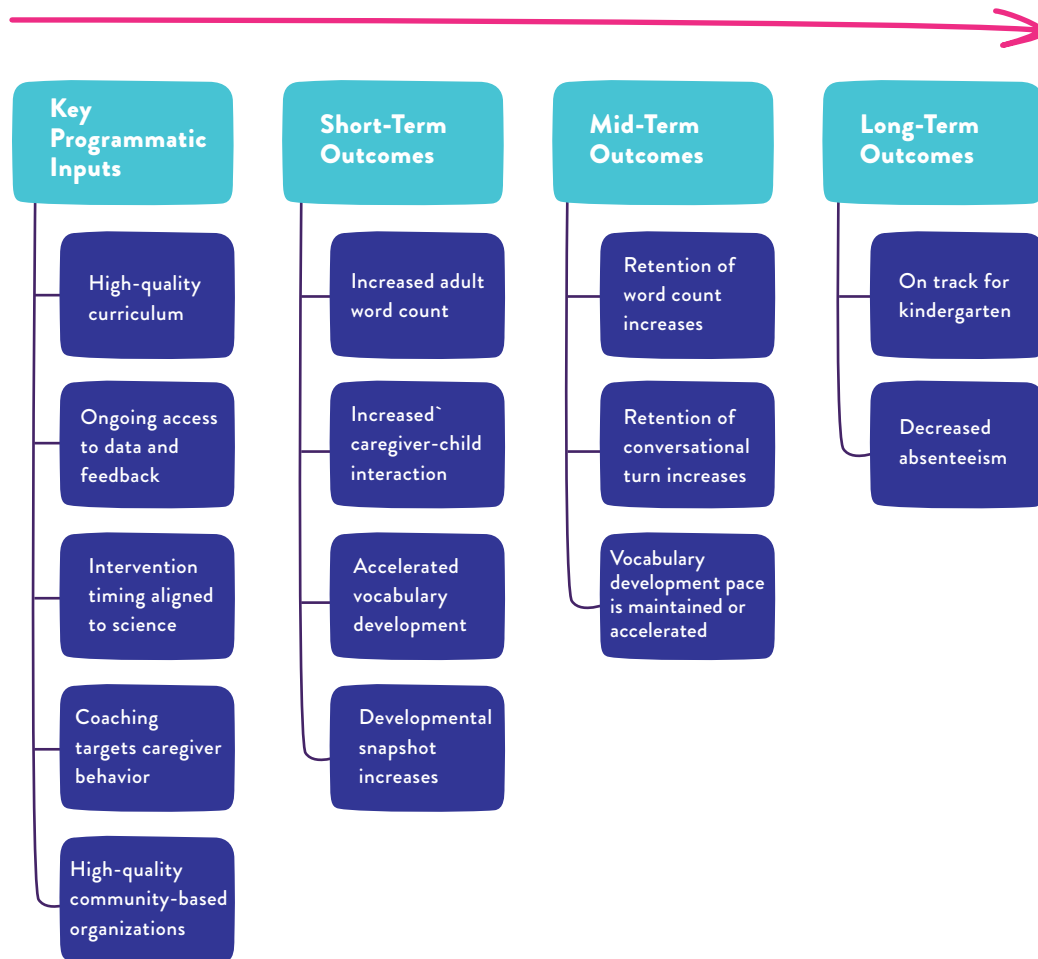 Key
Programmatic
Inputs
High-quality
curriculum
Ongoing access
to data and
feedback
Intervention
timing aligned
to science
Coaching
targets caregiver
behavior
High-quality
community-based
organizations
Short-Term
Outcomes
Increased adult
word count
Increased`
caregiver-child
interaction
Accelerated
vocabulary
development
Developmental
snapshot
increases
Mid-Term
Outcomes
Retention of
word count
increases
Retention of
conversational
turn increases
Vocabulary
development pace
is maintained or
accelerated
Long-Term
Outcomes
On track for
kindergarten
Decreased
absenteeism